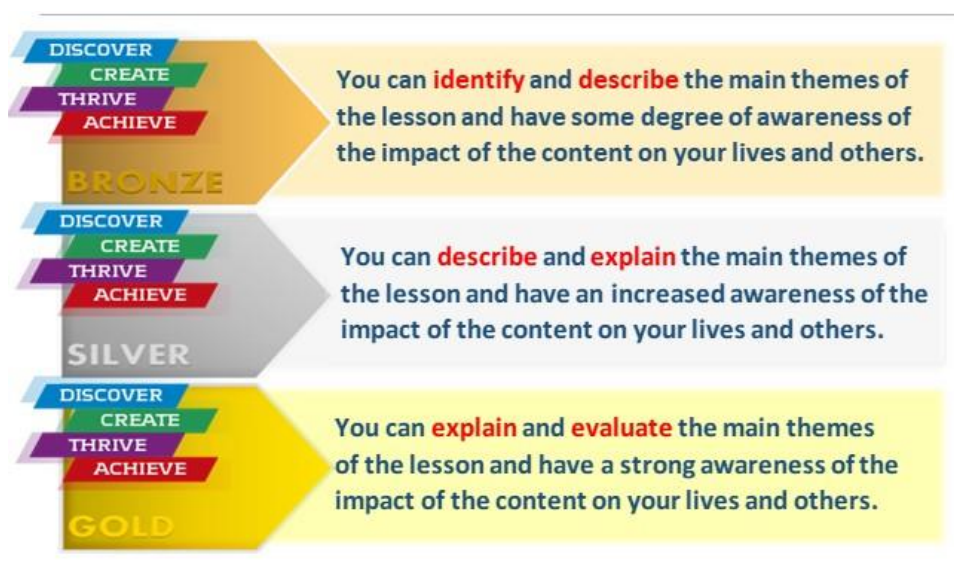 DISCOVER
CREATE
THRIVE
ACHIEVE
BRONZE
You can identify and describe the main themes of
the lesson and have some degree of awareness of
the impact of the content on your lives and others.
DISCOVER
CREATE
THRIVE
ACHIEVE
SILVER
You can describe and explain the main themes of
the lesson and have an increased awareness of the
impact of the content on your lives and others.
DISCOVER
CREATE
THRIVE
ACHIEVE
GOLD
You can explain and evaluate the main themes
of the lesson and have a strong awareness of the
impact of the content on your lives and others.